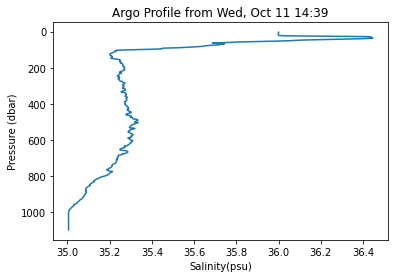 Argo Profile from Wed, Oct 11 14:39
0
200
400
600
800
1000
Pressure (dbar)
35.0 35.2 35.4 35.6 35.8 36.0 36.2 36.4
Salinity(psu)